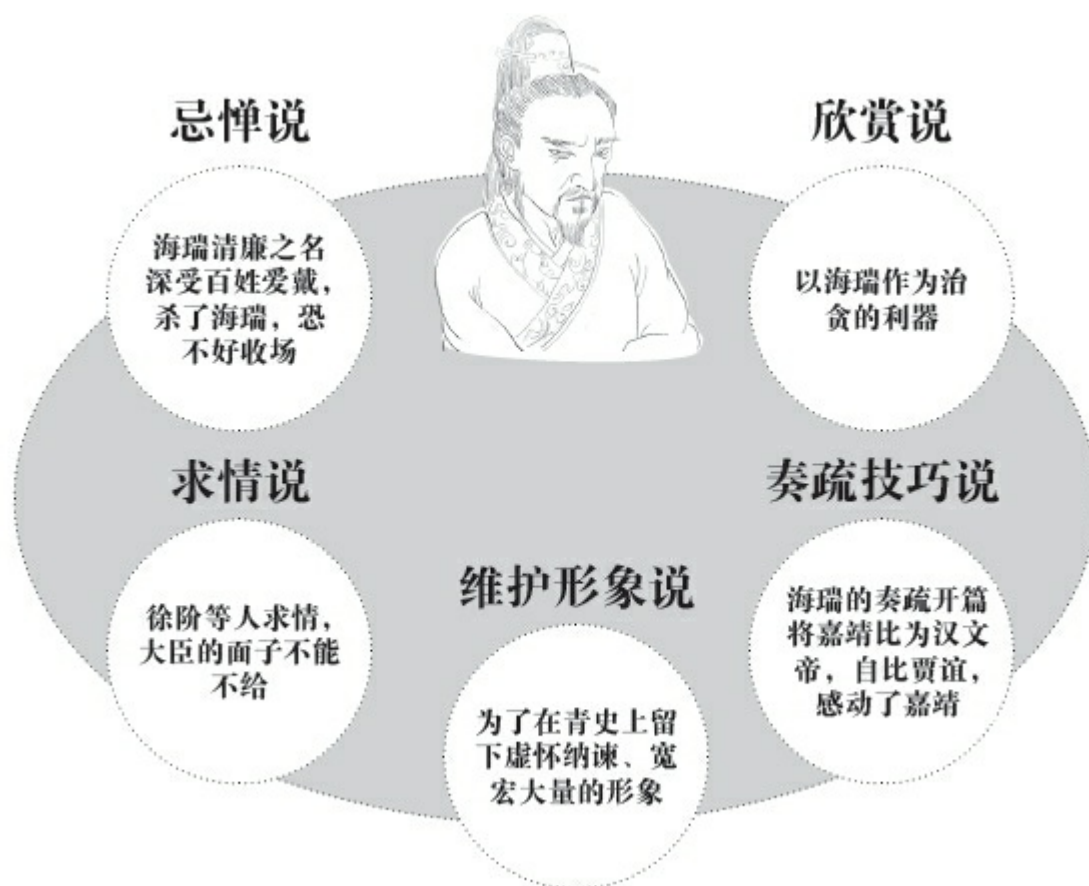 忌惮说
海瑞清廉之名
深受百姓爱戴，
杀了海瑞，恐
不好收场
欣赏说
以海瑞作为治
贪的利器
求情说
徐阶等人求情，
大臣的面子不能
不给
维护形象说
为了在青史上留
下虚怀纳谏、宽
宏大量的形象
奏疏技巧说
海瑞的奏疏开篇
将嘉靖比为汉文
帝，自比贾谊，
感动了嘉靖